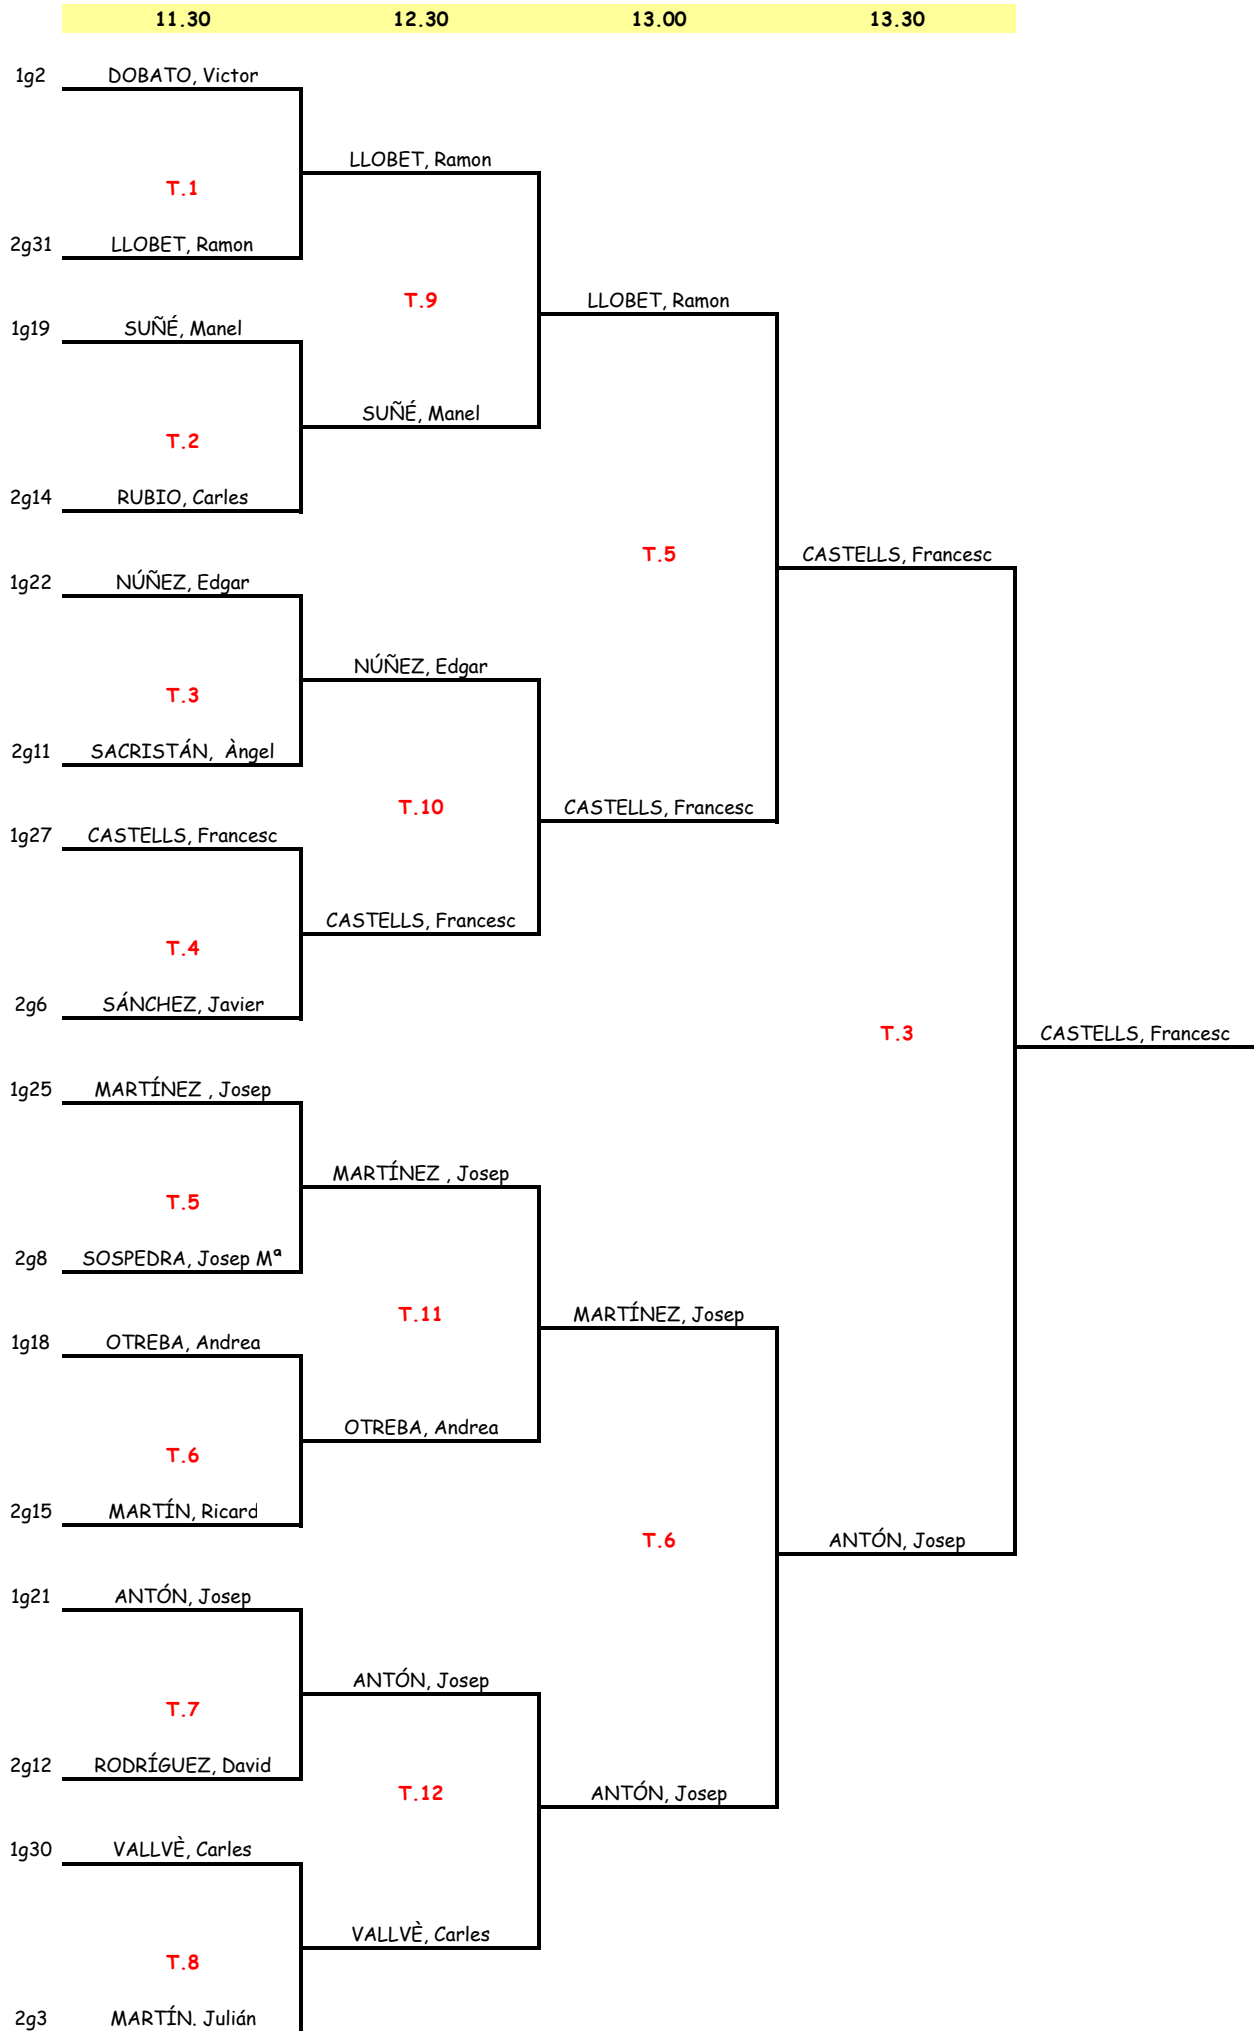 11.30 12.30 13.00 13.30
1g2 DOBATO, Victor
LLOBET, Ramon
T.1
2g31 LLOBET, Ramon
T.9 LLOBET, Ramon
1g19 SUÑÉ, Manel
SUÑÉ, Manel
T.2
2g14 RUBIO, Carles
T.5 CASTELLS, Francesc
1g22 NÚÑEZ, Edgar
NÚÑEZ, Edgar
T.3
2g11 SACRISTÁN, Àngel
T.10 CASTELLS, Francesc
1g27 CASTELLS, Francesc
CASTELLS, Francesc
T.4
2g6 SÁNCHEZ, Javier
T.3 CASTELLS, Francesc
1g25 MARTÍNEZ , Josep
MARTÍNEZ , Josep
T.5
2g8 SOSPEDRA, Josep Mª
T.11 MARTÍNEZ, Josep
1g18 OTREBA, Andrea
OTREBA, Andrea
T.6
2g15 MARTÍN, Ricard
T.6 ANTÓN, Josep
1g21 ANTÓN, Josep
ANTÓN, Josep
T.7
2g12 RODRÍGUEZ, David
T.12 ANTÓN, Josep
1g30 VALLVÈ, Carles
VALLVÈ, Carles
T.8
2g3 MARTÍN. Julián